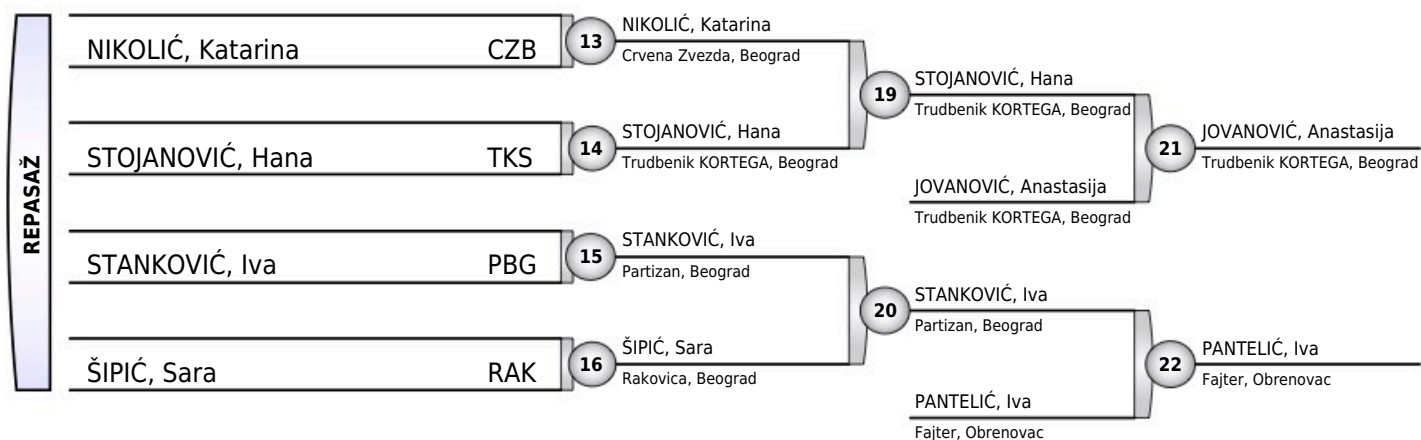 REPASAŽ
NIKOLIĆ, Katarina CZB
STOJANOVIĆ, Hana TKS
STANKOVIĆ, Iva PBG
ŠIPIĆ, Sara RAK
13
NIKOLIĆ, Katarina
Crvena Zvezda, Beograd
14
STOJANOVIĆ, Hana
Trudbenik KORTEGA, Beograd
15
STANKOVIĆ, Iva
Partizan, Beograd
16
ŠIPIĆ, Sara
Rakovica, Beograd
19
STOJANOVIĆ, Hana
Trudbenik KORTEGA, Beograd
JOVANOVIĆ, Anastasija
Trudbenik KORTEGA, Beograd
20
STANKOVIĆ, Iva
Partizan, Beograd
PANTELIĆ, Iva
Fajter, Obrenovac
21
JOVANOVIĆ, Anastasija
Trudbenik KORTEGA, Beograd
22
PANTELIĆ, Iva
Fajter, Obrenovac